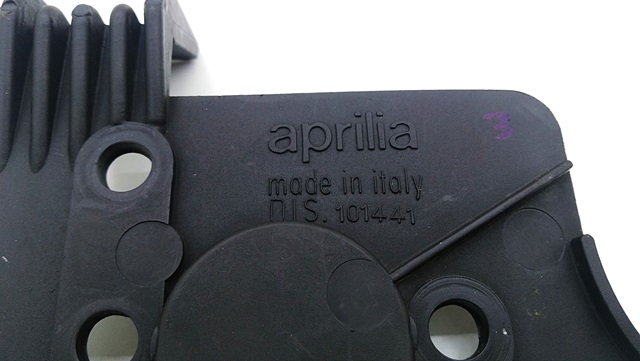 aprilia
made in italy
DIS. 101441